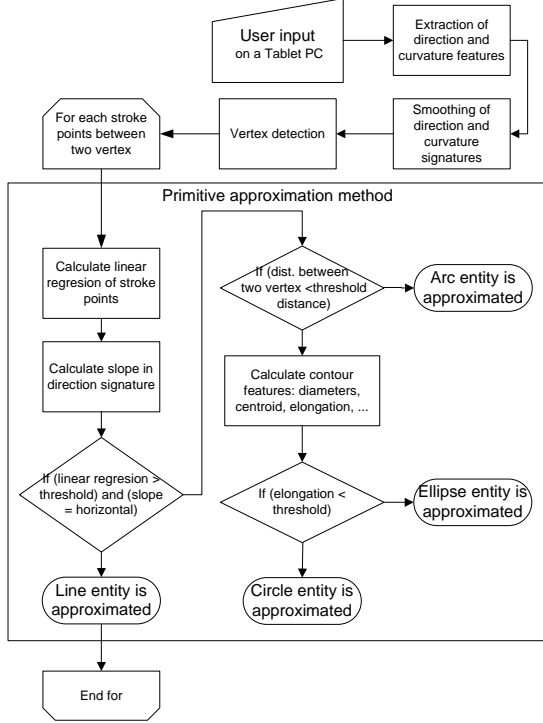 User input
on a Tablet PC
Extraction of
direction and
curvature features
Smoothing of
direction and
curvature
signatures
Vertex detection
For each stroke
points between
two vertex
Primitive approximation method
Calculate linear
regresion of stroke
points
Calculate slope in
direction signature
If (linear regresion >
threshold) and (slope
= horizontal)
Line entity is
approximated
End for
If (dist. between
two vertex <threshold
distance)
Arc entity is
approximated
Calculate contour
features: diameters,
centroid, elongation, ...
If (elongation <
threshold)
Ellipse entity is
approximated
Circle entity is
approximated